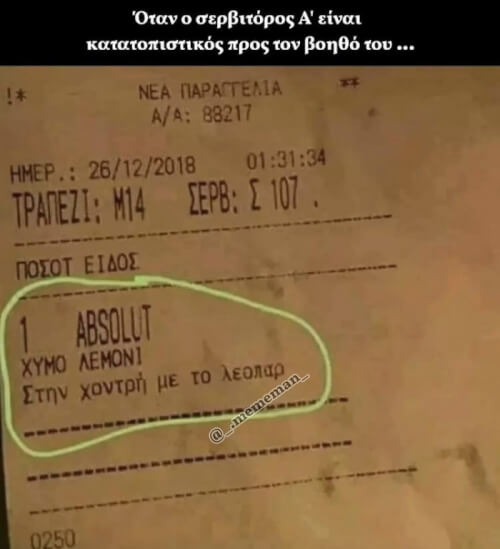 Όταν ο σερβιτόρος Α' είναι
κατατοπιστικός προς τον βοηθό του ...
!* ΝΕΑ ΠΑΡΑΓΓΕΛΙΑ **
Α/Α: 88217
ΗΜΕΡ.: 26/12/2018 01:31:34
ΤΡΑΠΕΖΙ: Μ14 ΣΕΡΒ: Σ 107 .
ΠΟΣΟΤ ΕΙΔΟΣ
1 ABSOLUT
ΧΥΜΟ ΛΕΜΟΝΙ
Στην χοντρή με το λεοπαρ
@_.mememan_
0250